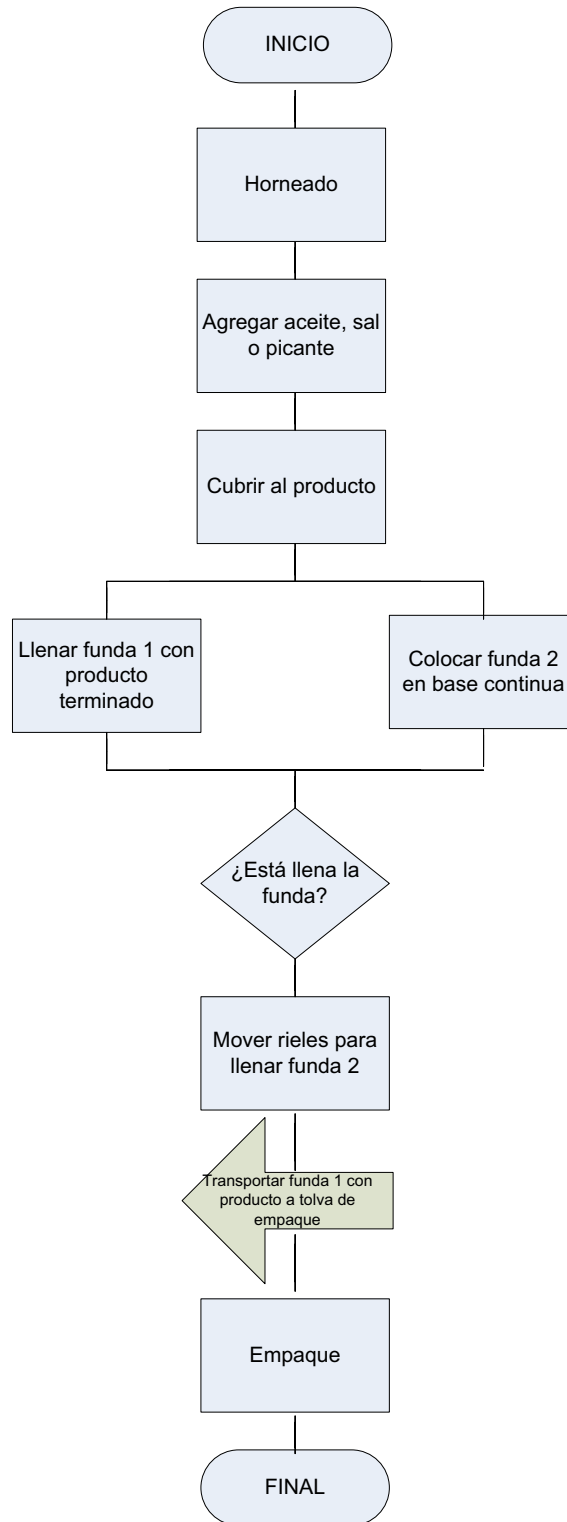 INICIO
Horneado
Agregar aceite, sal
o picante
Cubrir al producto
Llenar funda 1 con
producto
terminado
Colocar funda 2
en base continua
¿Está llena la
funda?
Mover rieles para
llenar funda 2
Transportar funda 1 con
producto a tolva de
empaque
Empaque
FINAL